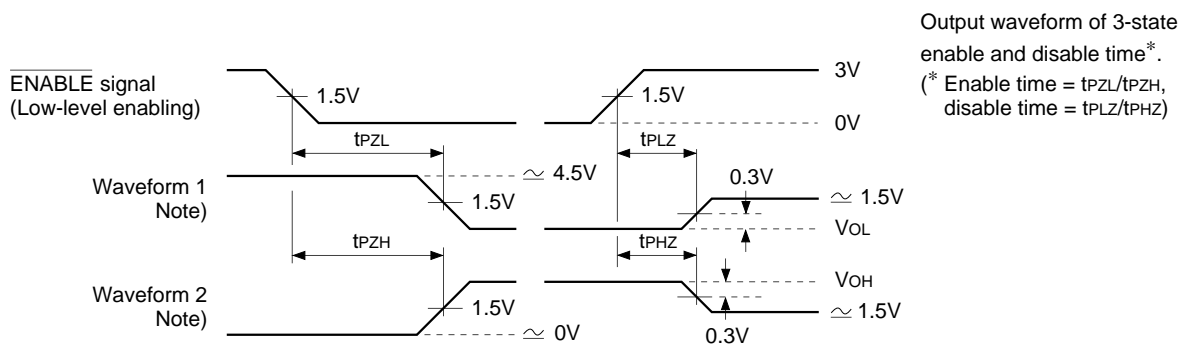 Output waveform of 3-state
enable and disable time*.
(* Enable time = tPZL/tPZH,
disable time = tPLZ/tPHZ)
ENABLE signal
(Low-level enabling)
1.5V
1.5V
3V
0V
tPZL
tPLZ
Waveform 1
Note)
≃ 4.5V
1.5V
0.3V
≃ 1.5V
VOL
tPZH
tPHZ
Waveform 2
Note)
1.5V
≃ 0V
VOH
≃ 1.5V
0.3V